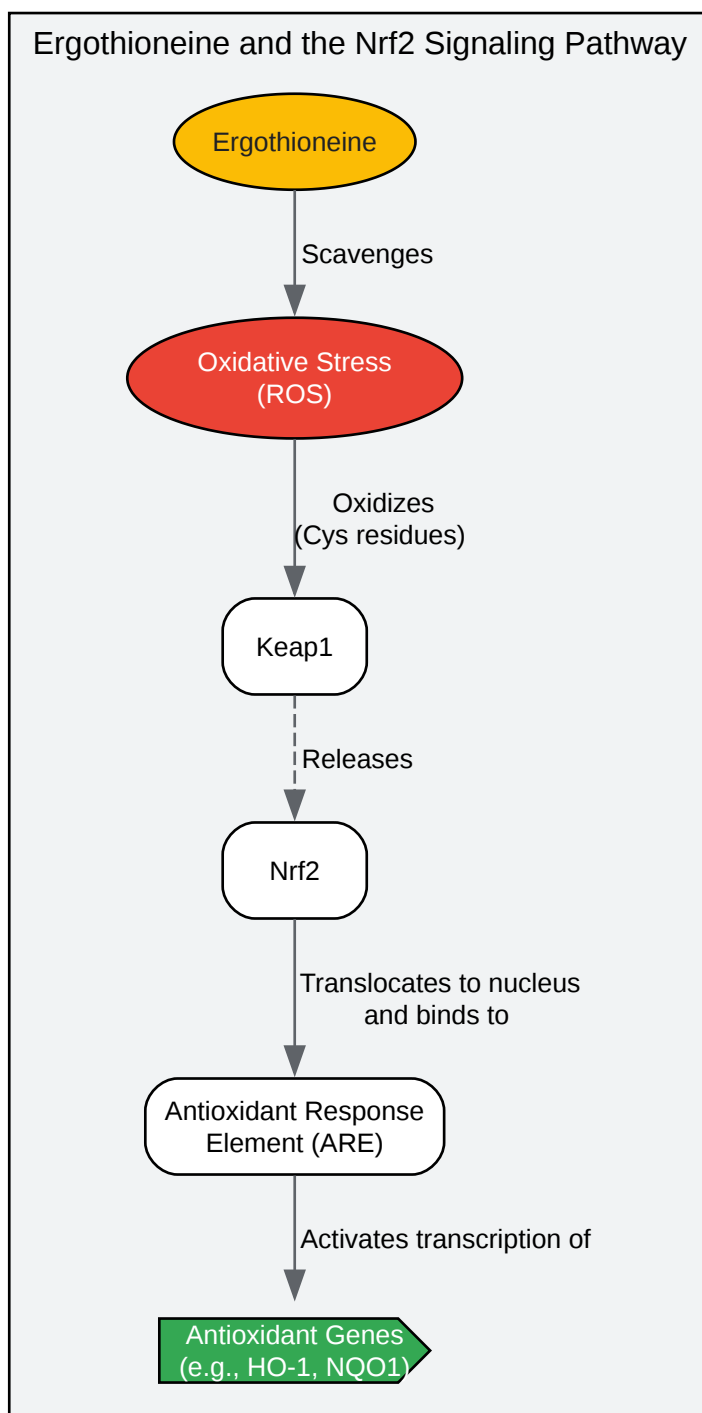 Ergothioneine and the Nrf2 Signaling Pathway
Ergothioneine
Scavenges
Oxidative Stress
(ROS)
Oxidizes
(Cys residues)
Keap1
Releases
Nrf2
Translocates to nucleus
and binds to
Antioxidant Response
Element (ARE)
Activates transcription of
Antioxidant Genes
(e.g., HO-1, NQO1)